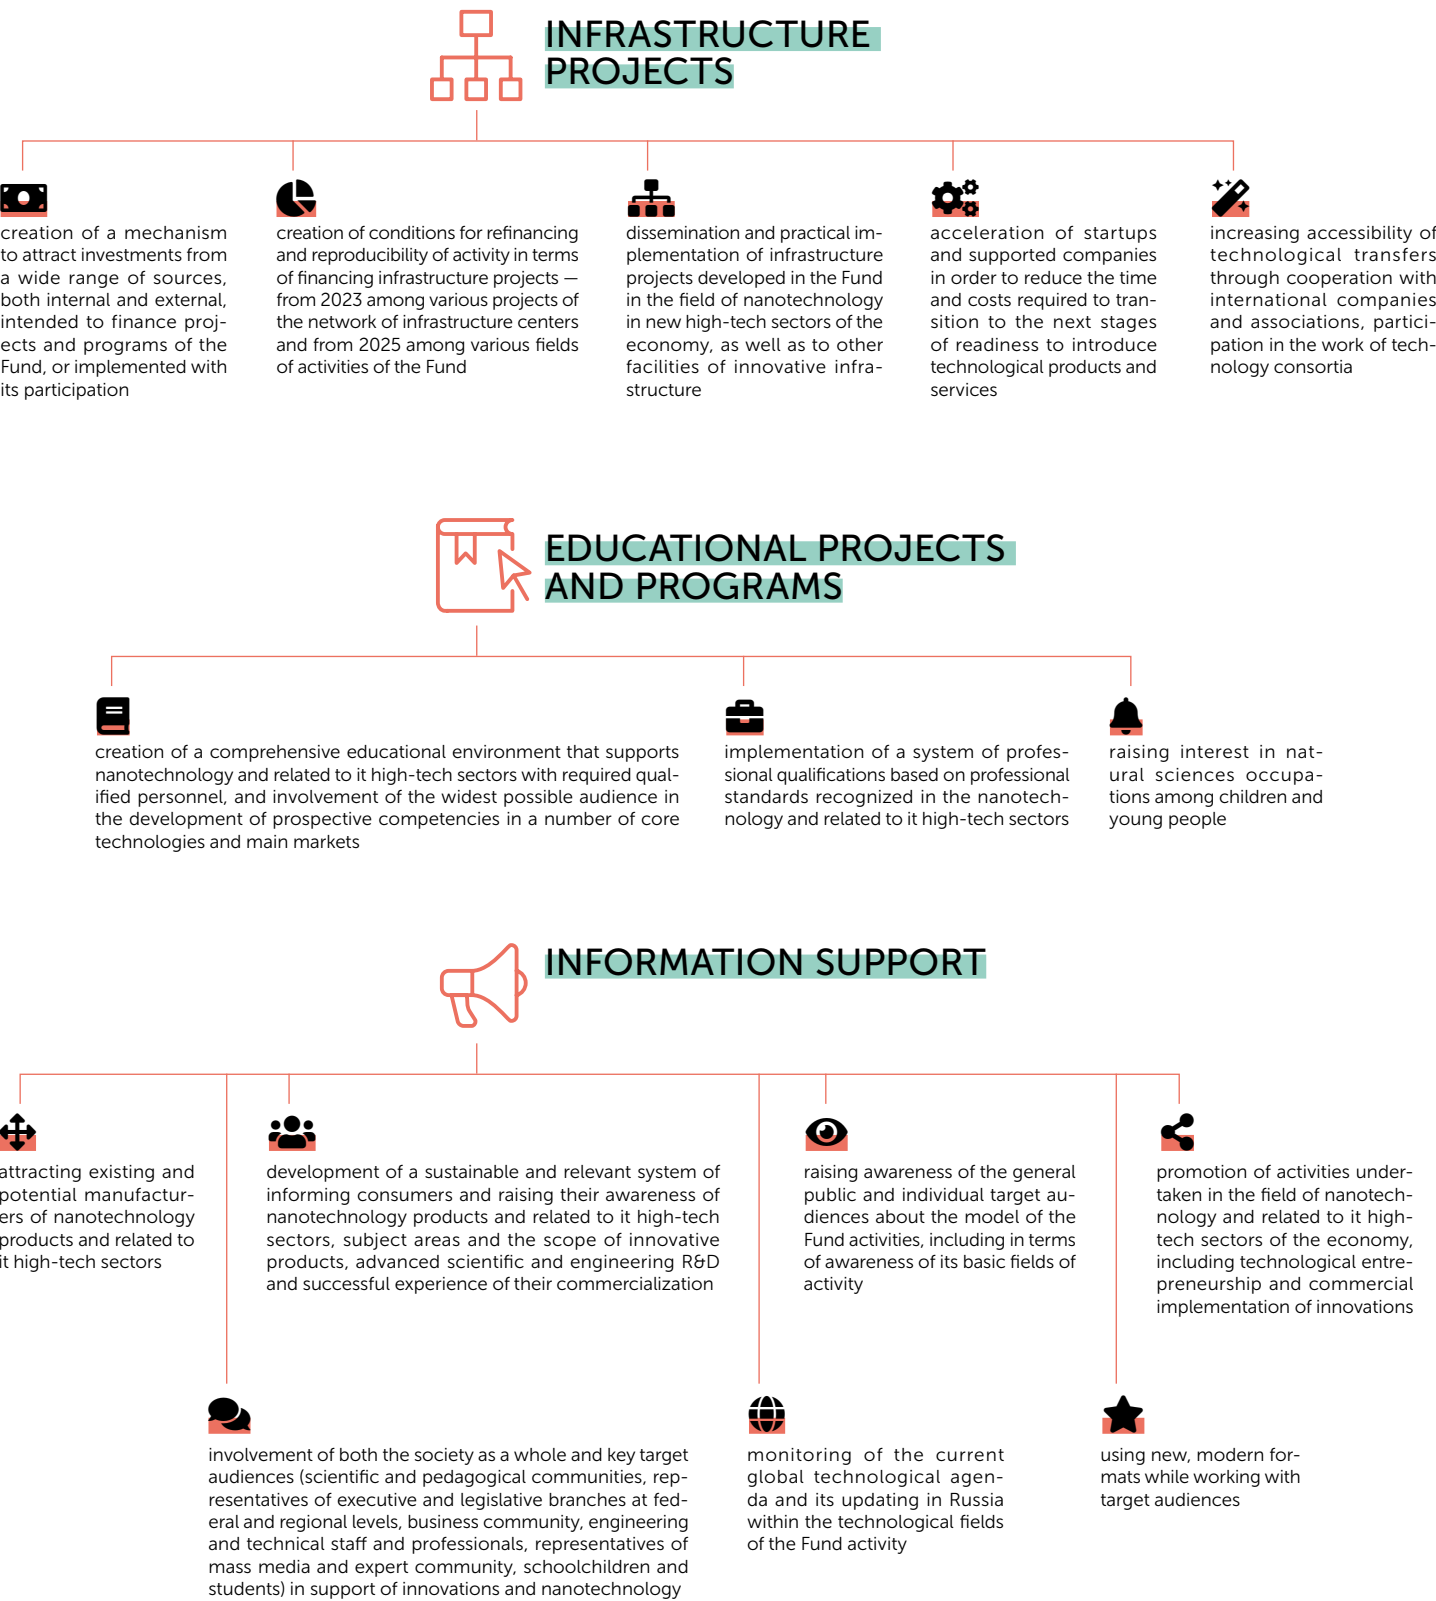 INFRASTRUCTURE
PROJECTS
creation of a mechanism
to attract investments from
a wide range of sources,
both internal and external,
intended to finance proj-
ects and programs of the
Fund, or implemented with
its participation
creation of conditions for refinancing
and reproducibility of activity in terms
of financing infrastructure projects —
from 2023 among various projects of
the network of infrastructure centers
and from 2025 among various fields
of activities of the Fund
dissemination and practical im-
plementation of infrastructure
projects developed in the Fund
in the field of nanotechnology
in new high-tech sectors of the
economy, as well as to other
facilities of innovative infra-
structure
acceleration of startups
and supported companies
in order to reduce the time
and costs required to tran-
sition to the next stages
of readiness to introduce
technological products and
services
increasing accessibility of
technological transfers
through cooperation with
international companies
and associations, partici-
pation in the work of tech-
nology consortia
EDUCATIONAL PROJECTS
AND PROGRAMS
creation of a comprehensive educational environment that supports
nanotechnology and related to it high-tech sectors with required qual-
ified personnel, and involvement of the widest possible audience in
the development of prospective competencies in a number of core
technologies and main markets
implementation of a system of profes-
sional qualifications based on professional
standards recognized in the nanotech-
nology and related to it high-tech sectors
raising interest in nat-
ural sciences occupa-
tions among children and
young people
INFORMATION SUPPORT
attracting existing and
potential manufactur-
ers of nanotechnology
products and related to
it high-tech sectors
development of a sustainable and relevant system of
informing consumers and raising their awareness of
nanotechnology products and related to it high-tech
sectors, subject areas and the scope of innovative
products, advanced scientific and engineering R&D
and successful experience of their commercialization
raising awareness of the general
public and individual target au-
diences about the model of the
Fund activities, including in terms
of awareness of its basic fields of
activity
promotion of activities under-
taken in the field of nanotech-
nology and related to it high-
tech sectors of the economy,
including technological entre-
preneurship and commercial
implementation of innovations
involvement of both the society as a whole and key target
audiences (scientific and pedagogical communities, rep-
resentatives of executive and legislative branches at fed-
eral and regional levels, business community, engineering
and technical staff and professionals, representatives of
mass media and expert community, schoolchildren and
students) in support of innovations and nanotechnology
monitoring of the current
global technological agen-
da and its updating in Russia
within the technological fields
of the Fund activity
using new, modern for-
mats while working with
target audiences